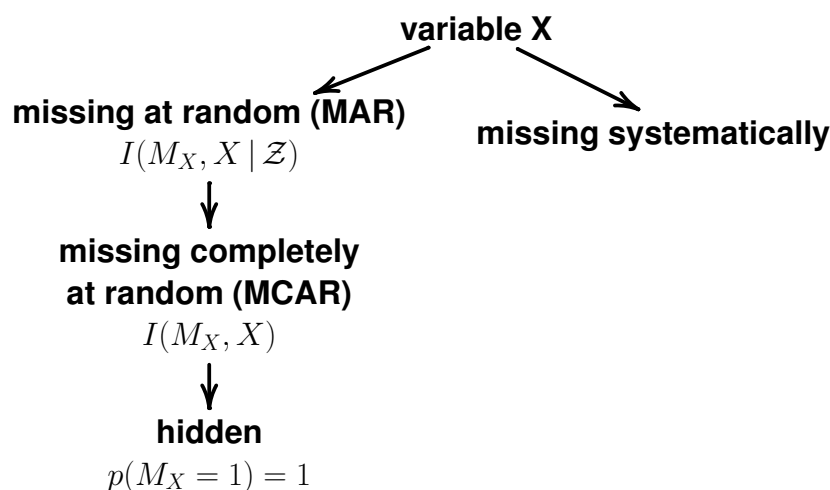 variable X
missing at random (MAR)
I(M_X, X | 𝒵)
missing systematically
missing completely
at random (MCAR)
I(M_X, X)
hidden
p(M_X = 1) = 1